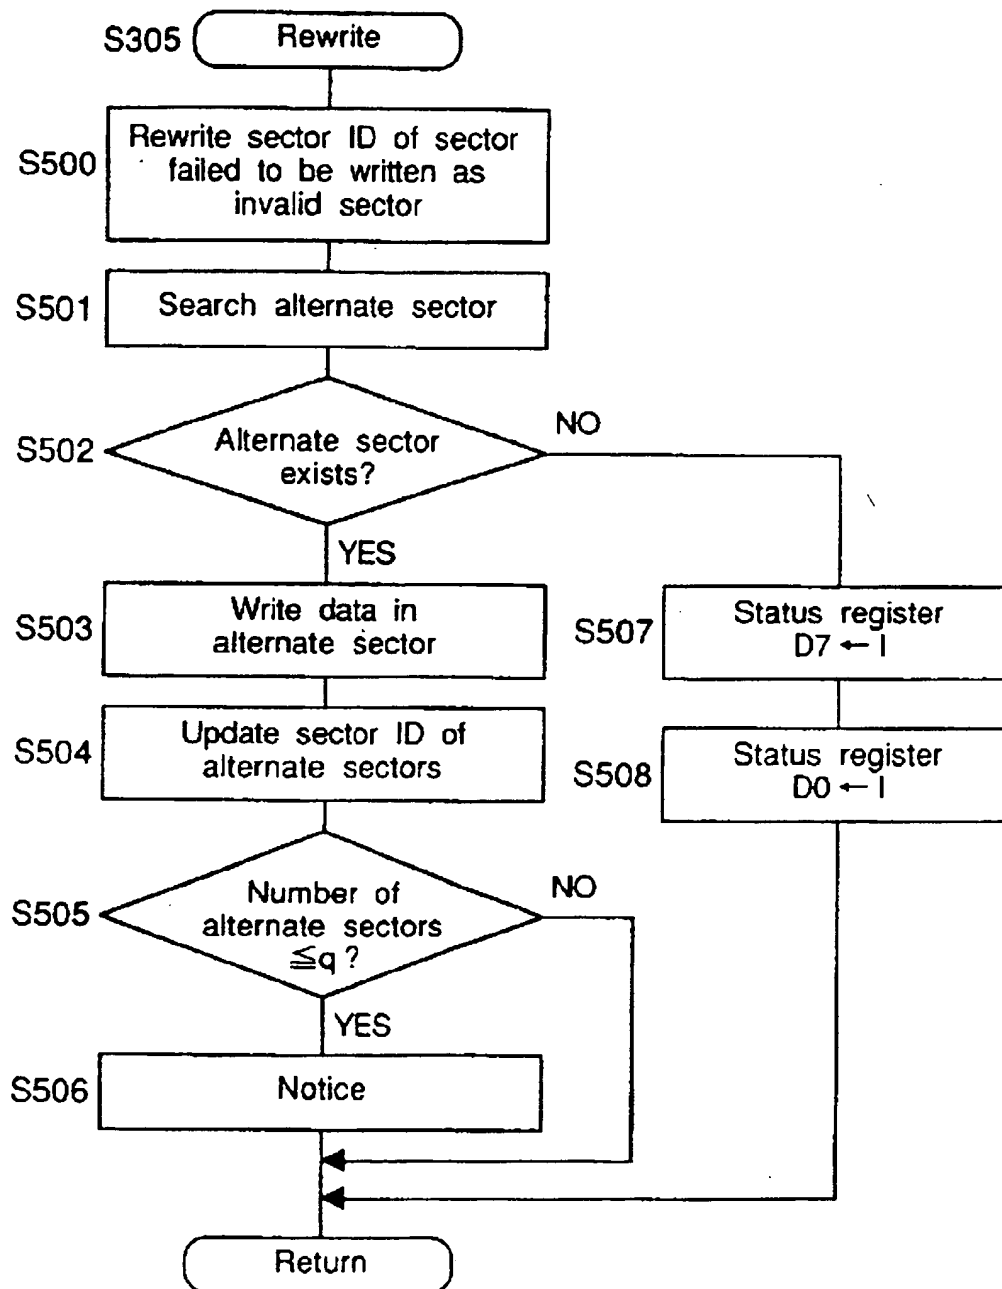 S305
Rewrite
S500
Rewrite sector ID of sector
failed to be written as
invalid sector
S501
Search alternate sector
S502
Alternate sector
exists?
NO
YES
S503
Write data in
alternate sector
S507
Status register
D7 ← I
S504
Update sector ID of
alternate sectors
S508
Status register
D0 ← I
S505
Number of
alternate sectors
≦q ?
NO
YES
S506
Notice
Return